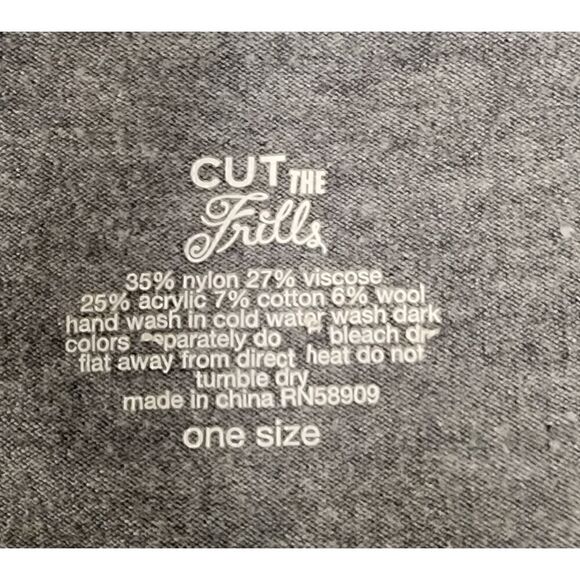 CUT THE
Frills
35% nylon 27% viscose
25% acrylic 7% cotton 6% wool
hand wash in cold water wash dark
colors separately do bleach
flat away from direct heat do not
tumble dry
made in china RN58909
one size